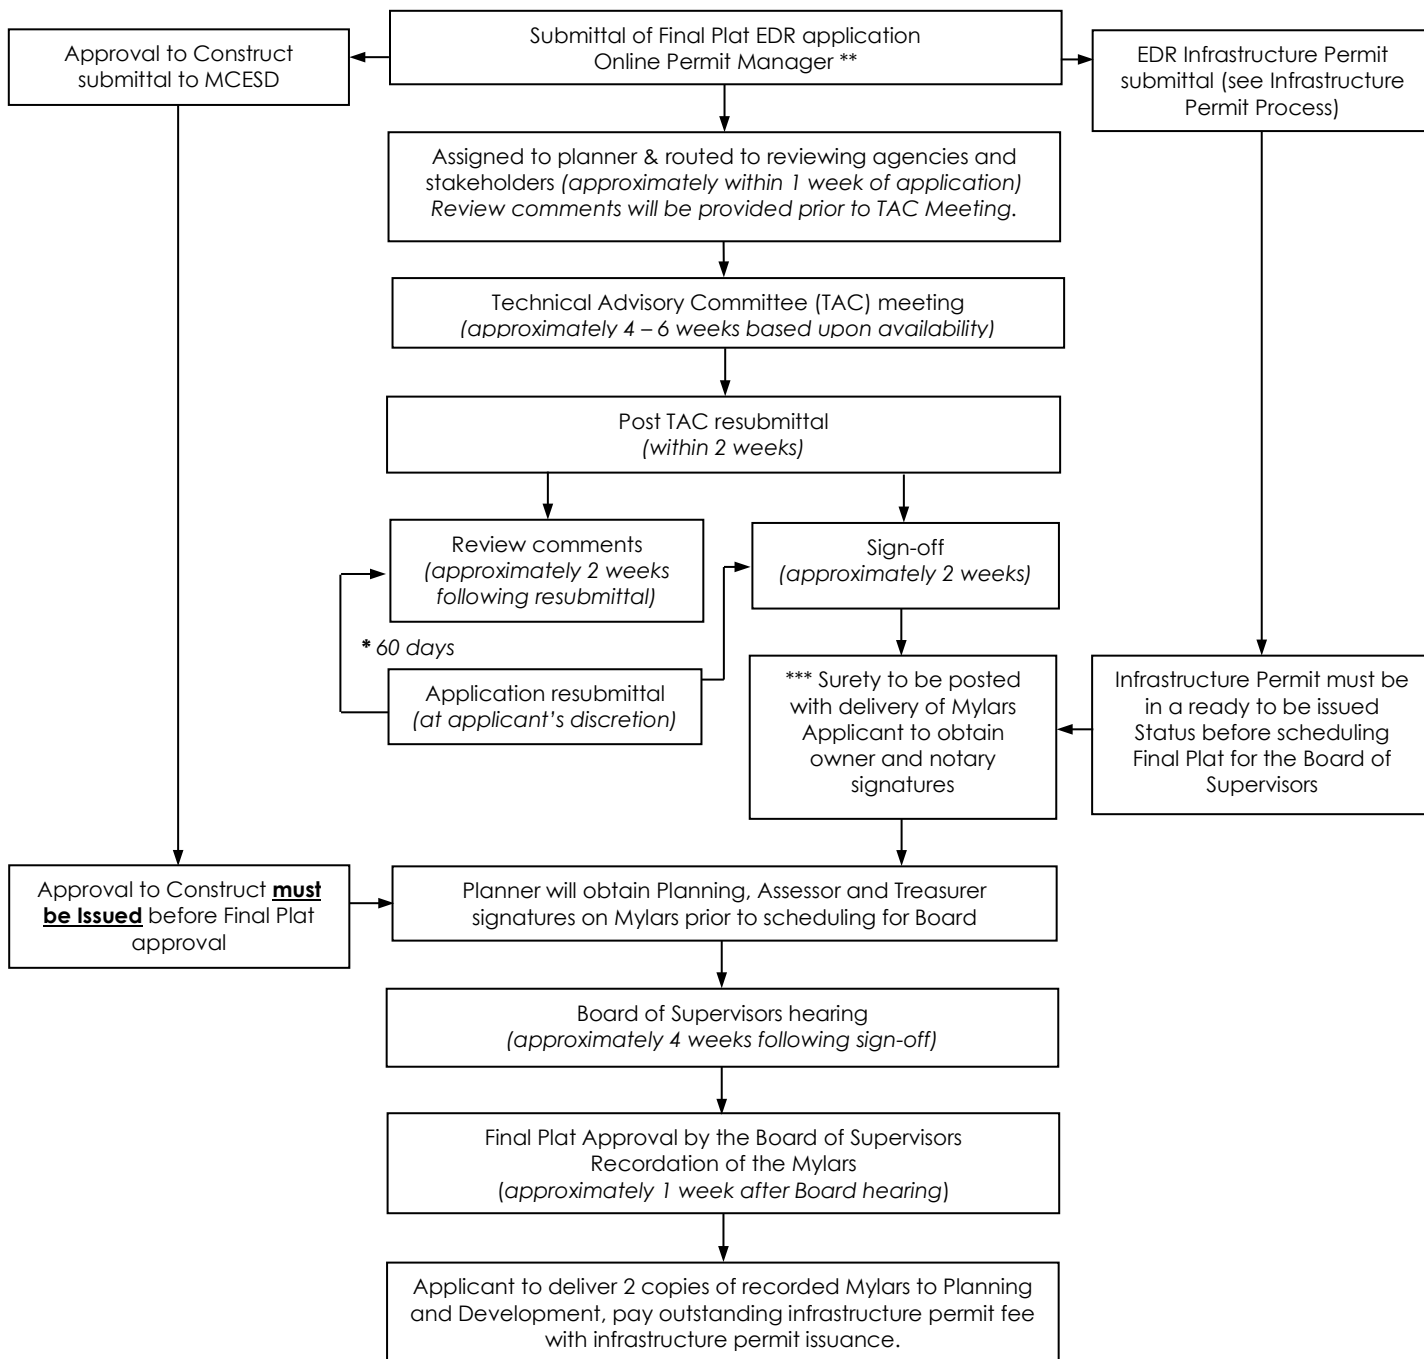 Submittal of Final Plat EDR application
Online Permit Manager **
Approval to Construct
submittal to MCESD
EDR Infrastructure Permit
submittal (see Infrastructure
Permit Process)
Assigned to planner & routed to reviewing agencies and
stakeholders (approximately within 1 week of application)
Review comments will be provided prior to TAC Meeting.
Technical Advisory Committee (TAC) meeting
(approximately 4 – 6 weeks based upon availability)
Post TAC resubmittal
(within 2 weeks)
Review comments
(approximately 2 weeks
following resubmittal)
Sign-off
(approximately 2 weeks)
* 60 days
Application resubmittal
(at applicant's discretion)
*** Surety to be posted
with delivery of Mylars
Applicant to obtain
owner and notary
signatures
Infrastructure Permit must be
in a ready to be issued
Status before scheduling
Final Plat for the Board of
Supervisors
Approval to Construct must
be Issued before Final Plat
approval
Planner will obtain Planning, Assessor and Treasurer
signatures on Mylars prior to scheduling for Board
Board of Supervisors hearing
(approximately 4 weeks following sign-off)
Final Plat Approval by the Board of Supervisors
Recordation of the Mylars
(approximately 1 week after Board hearing)
Applicant to deliver 2 copies of recorded Mylars to Planning
and Development, pay outstanding infrastructure permit fee
with infrastructure permit issuance.